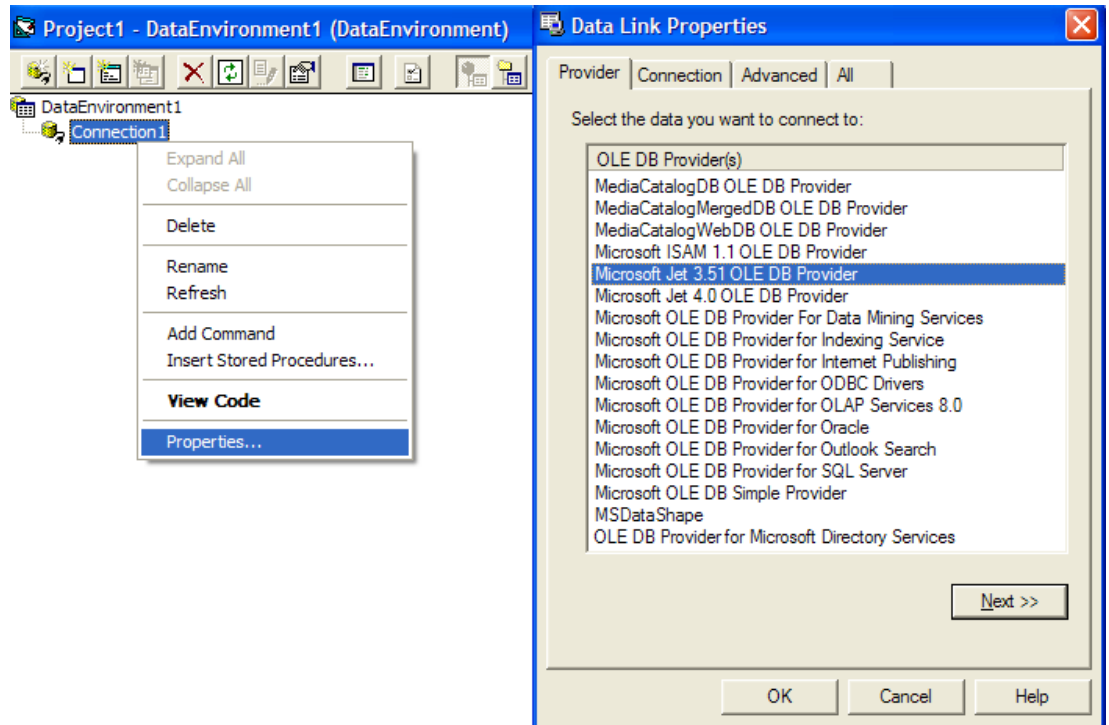 Project1 - DataEnvironment1 (DataEnvironment)
DataEnvironment1
Connection1
Expand All
Collapse All
Delete
Rename
Refresh
Add Command
Insert Stored Procedures...
View Code
Properties...
Data Link Properties
Provider Connection Advanced All
Select the data you want to connect to:
OLE DB Provider(s)
MediaCatalogDB OLE DB Provider
MediaCatalogMergedDB OLE DB Provider
MediaCatalogWebDB OLE DB Provider
Microsoft ISAM 1.1 OLE DB Provider
Microsoft Jet 3.51 OLE DB Provider
Microsoft Jet 4.0 OLE DB Provider
Microsoft OLE DB Provider For Data Mining Services
Microsoft OLE DB Provider for Indexing Service
Microsoft OLE DB Provider for Internet Publishing
Microsoft OLE DB Provider for ODBC Drivers
Microsoft OLE DB Provider for OLAP Services 8.0
Microsoft OLE DB Provider for Oracle
Microsoft OLE DB Provider for Outlook Search
Microsoft OLE DB Provider for SQL Server
Microsoft OLE DB Simple Provider
MSDataShape
OLE DB Provider for Microsoft Directory Services
Next >>
OK Cancel Help